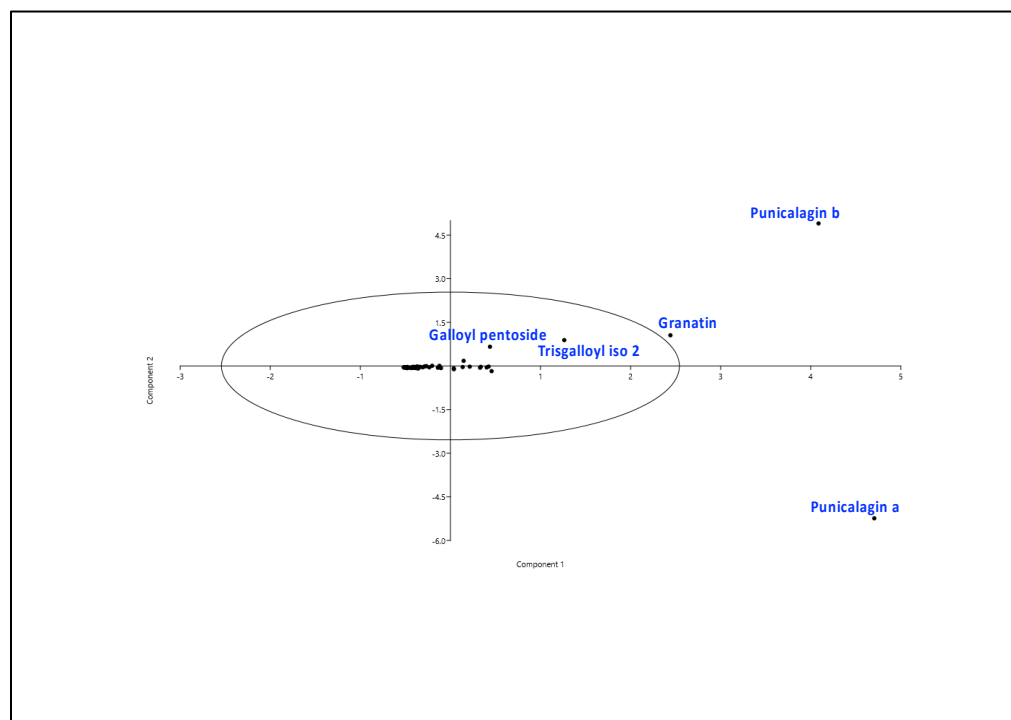 Punicalagin b
4.5
3.0
1.5
Granatin
Galloyl pentoside
Trisgalloyl iso 2
-3
-2
-1
1
2
3
4
5
Component 2
-1.5
-3.0
-4.5
Punicalagin a
-6.0
Component 1